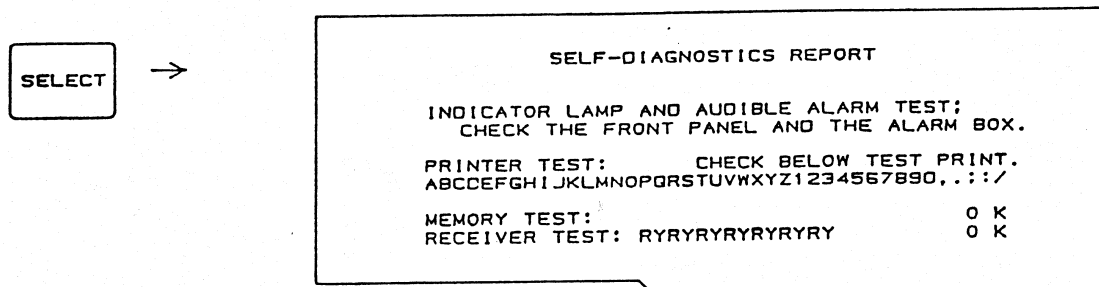 SELECT →
SELF-DIAGNOSTICS REPORT
INDICATOR LAMP AND AUDIBLE ALARM TEST:
CHECK THE FRONT PANEL AND THE ALARM BOX.
PRINTER TEST: CHECK BELOW TEST PRINT.
ABCCEFGHIJKLMNOPQRSTUVWXYZ1234567890,.:;/
MEMORY TEST: O K
RECEIVER TEST: RYRYRYRYRYRYRY O K